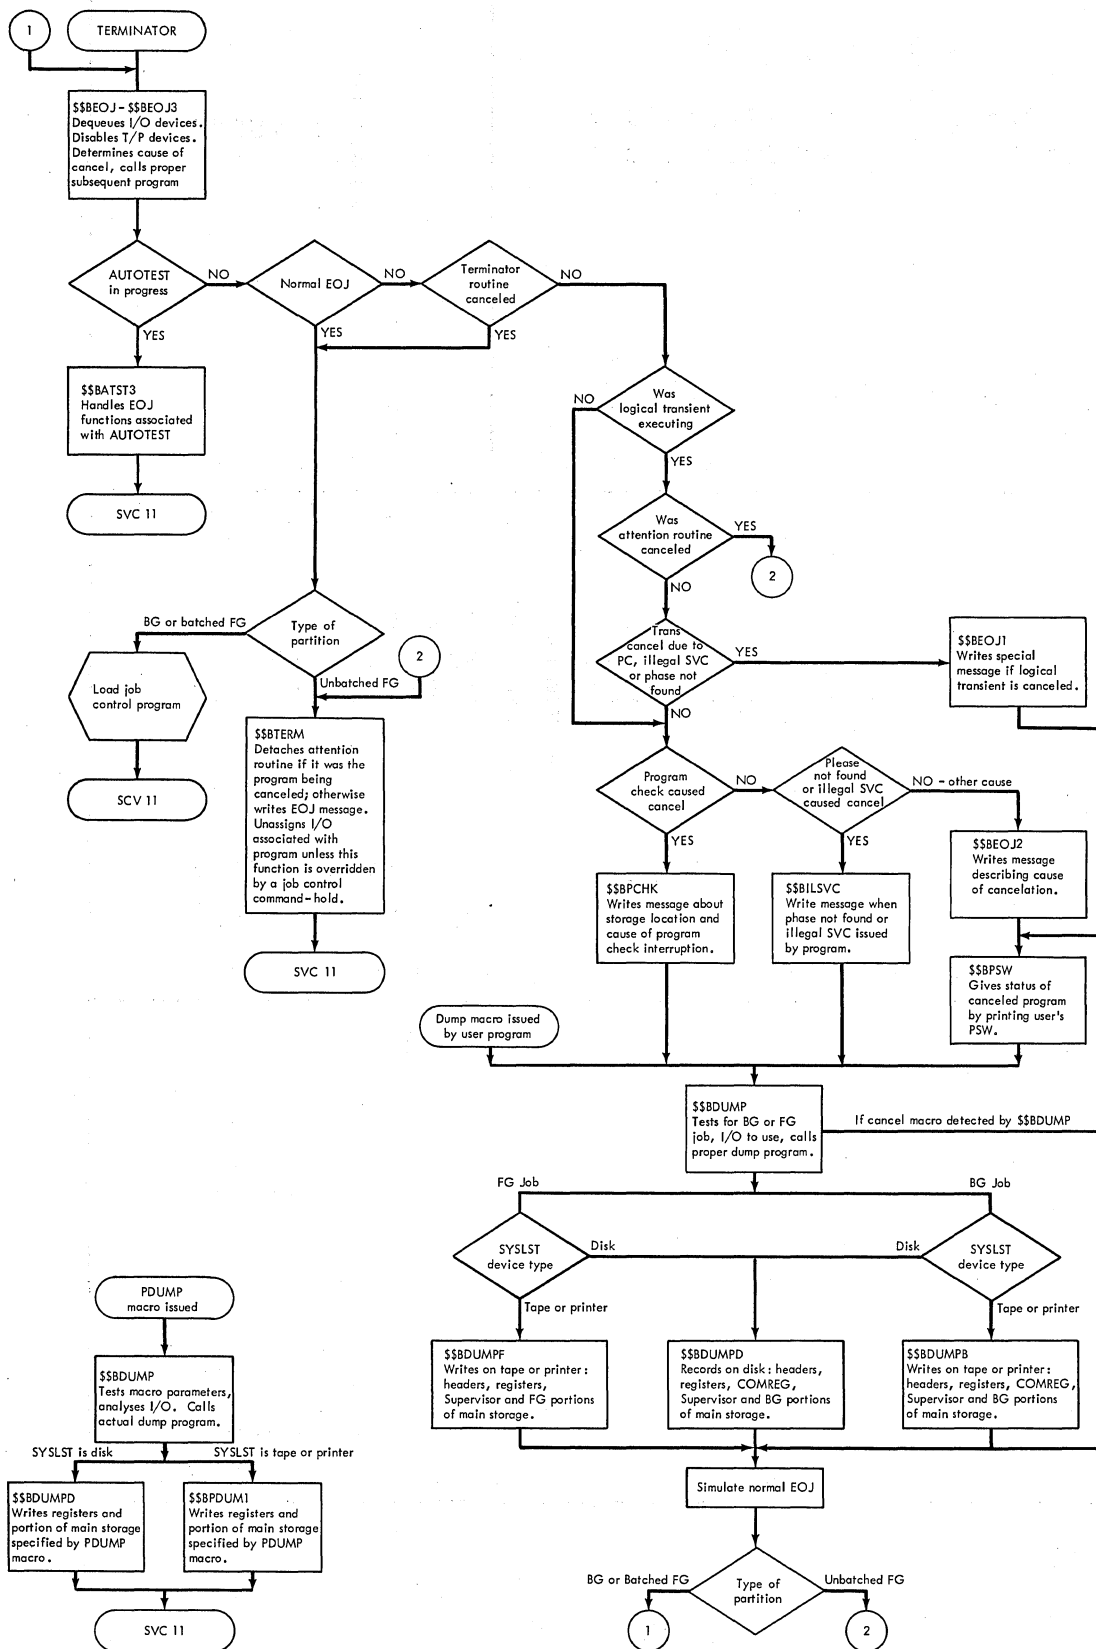 1
TERMINATOR
$$BEOJ - $$BEOJ3
Dequeues I/O devices.
Disables T/P devices.
Determines cause of
cancel, calls proper
subsequent program
AUTOTEST
in progress
NO
Normal EOJ
NO
Terminator
routine
canceled
NO
YES
YES
YES
$$BATST3
Handles EOJ
functions associated
with AUTOTEST
SVC 11
Was
logical transient
executing
NO
YES
Was
attention routine
canceled
YES
2
NO
Type of
partition
BG or batched FG
2
Unbatched FG
Load job
control program
SCV 11
$$BTERM
Detaches attention
routine if it was the
program being
canceled; otherwise
writes EOJ message.
Unassigns I/O
associated with
program unless this
function is overridden
by a job control
command-hold.
SVC 11
Trans
cancel due to
PC, illegal SVC
or phase not
found
YES
NO
$$BEOJ1
Writes special
message if logical
transient is canceled.
Program
check caused
cancel
NO
YES
Please
not found
or illegal SVC
caused cancel
NO - other cause
YES
$$BEOJ2
Writes message
describing cause
of cancelation.
$$BPCHK
Writes message about
storage location and
cause of program
check interruption.
$$BILSVC
Write message when
phase not found or
illegal SVC issued
by program.
$$BPSW
Gives status of
canceled program
by printing user's
PSW.
Dump macro issued
by user program
$$BDUMP
Tests for BG or FG
job, I/O to use, calls
proper dump program.
If cancel macro detected by $$BDUMP
FG Job
BG Job
SYSLST
device type
Disk
Disk
SYSLST
device type
Tape or printer
Tape or printer
$$BDUMPF
Writes on tape or printer:
headers, registers,
Supervisor and FG portions
of main storage.
$$BDUMPD
Records on disk: headers,
registers, COMREG,
Supervisor and BG portions
of main storage.
$$BDUMPB
Writes on tape or printer:
headers, registers, COMREG,
Supervisor and BG portions
of main storage.
Simulate normal EOJ
Type of
partition
BG or Batched FG
Unbatched FG
1
2
PDUMP
macro issued
$$BDUMP
Tests macro parameters,
analyses I/O. Calls
actual dump program.
SYSLST is disk
SYSLST is tape or printer
$$BDUMPD
Writes registers and
portion of main storage
specified by PDUMP
macro.
$$BPDUM1
Writes registers and
portion of main storage
specified by PDUMP
macro.
SVC 11